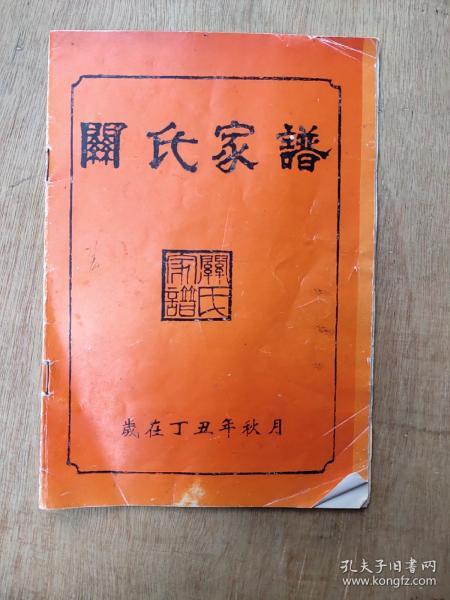 關氏家譜
關氏
家譜
歲在丁丑年秋月
孔夫子旧书网
www.kongfz.com